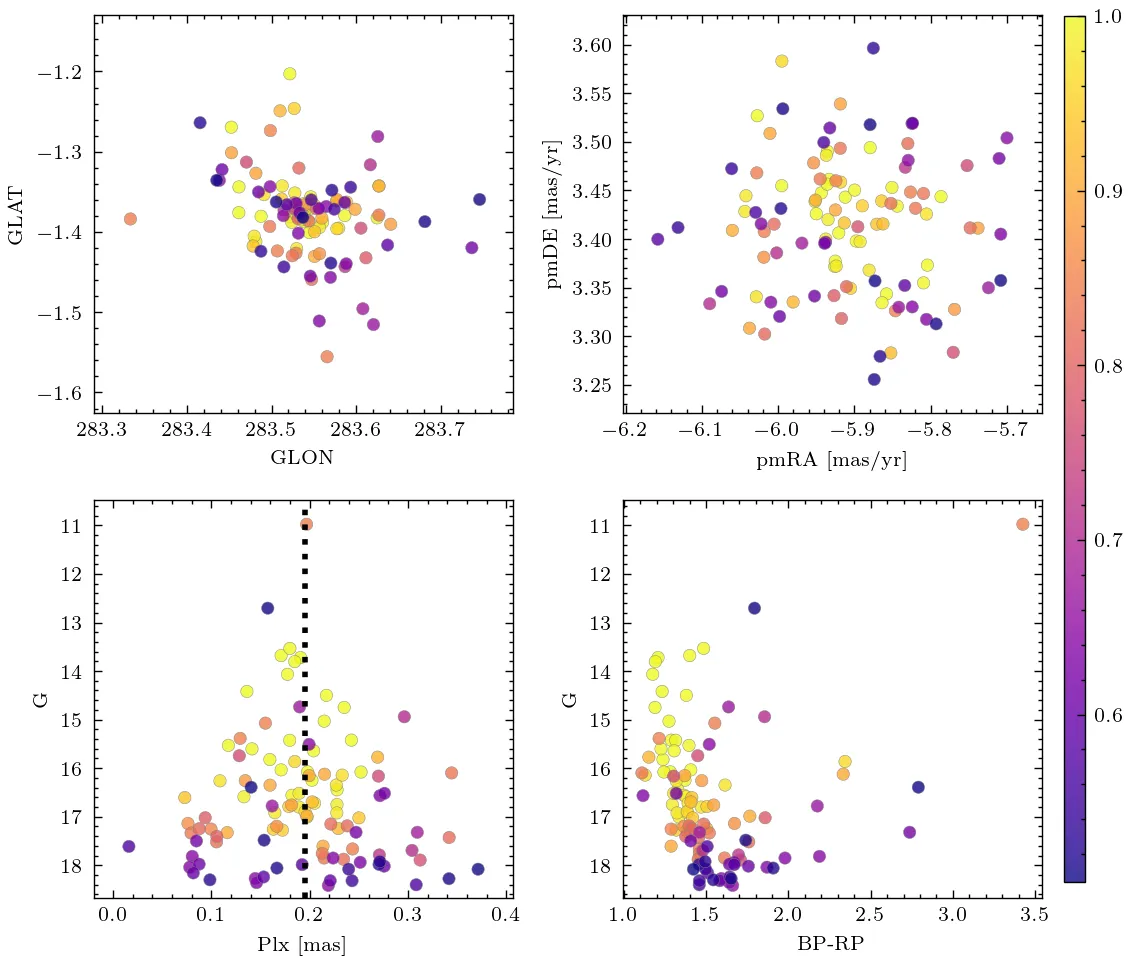 GLAT
−1.2
−1.3
−1.4
−1.5
−1.6
283.3 283.4 283.5 283.6 283.7
GLON
pmDE [mas/yr]
3.60
3.55
3.50
3.45
3.40
3.35
3.30
3.25
−6.2 −6.1 −6.0 −5.9 −5.8 −5.7
pmRA [mas/yr]
G
11
12
13
14
15
16
17
18
0.0 0.1 0.2 0.3 0.4
Plx [mas]
G
11
12
13
14
15
16
17
18
1.0 1.5 2.0 2.5 3.0 3.5
BP-RP
1.0
0.9
0.8
0.7
0.6